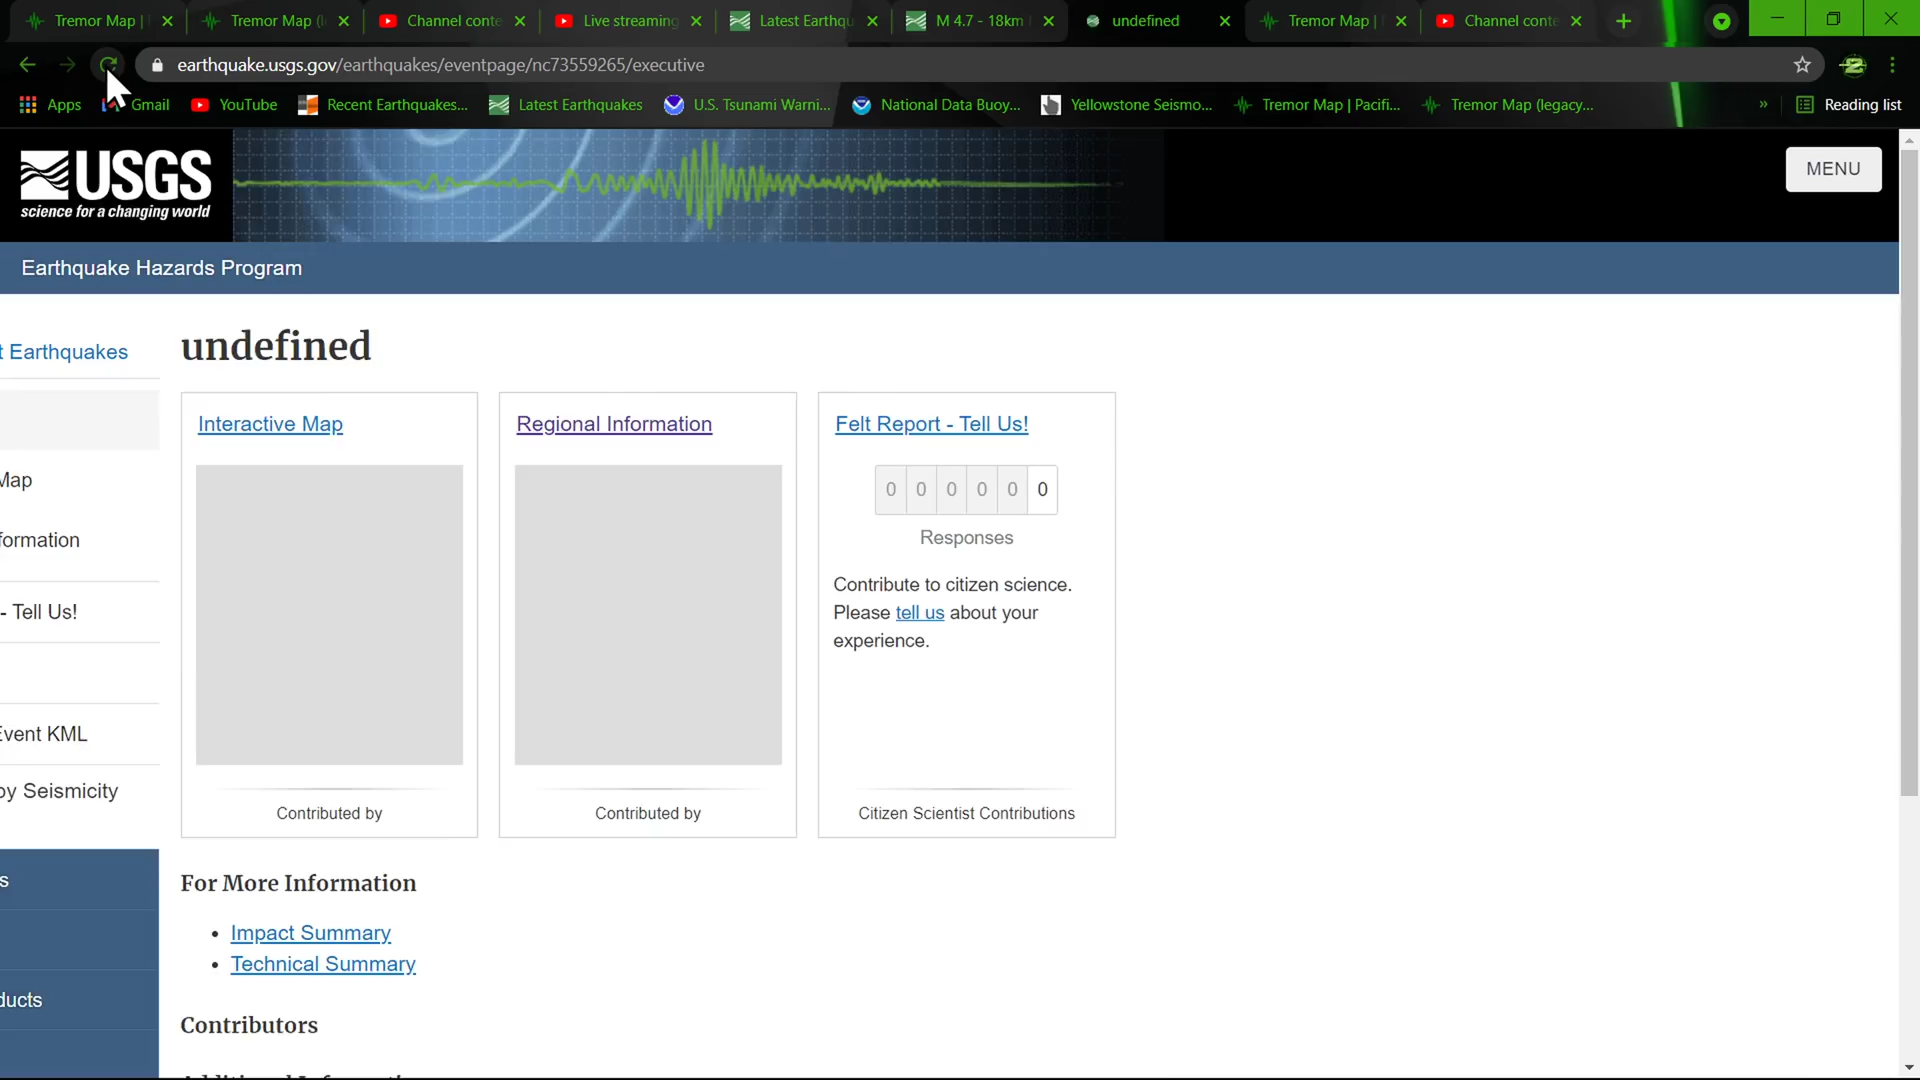 Tremor Map | Tremor Map ( Channel conte Live streaming Latest Earthqu M 4.7 - 18km undefined Tremor Map | Channel conte
earthquake.usgs.gov/earthquakes/eventpage/nc73559265/executive
Apps Gmail YouTube Recent Earthquakes... Latest Earthquakes U.S. Tsunami Warni... National Data Buoy... Yellowstone Seismo... Tremor Map | Pacifi... Tremor Map (legacy... » Reading list
USGS
science for a changing world
MENU
Earthquake Hazards Program
t Earthquakes
Map
formation
- Tell Us!
Event KML
by Seismicity
s
ducts
undefined
Interactive Map
Contributed by
Regional Information
Contributed by
Felt Report - Tell Us!
0 0 0 0 0 0
Responses
Contribute to citizen science.
Please tell us about your
experience.
Citizen Scientist Contributions
For More Information
• Impact Summary
• Technical Summary
Contributors